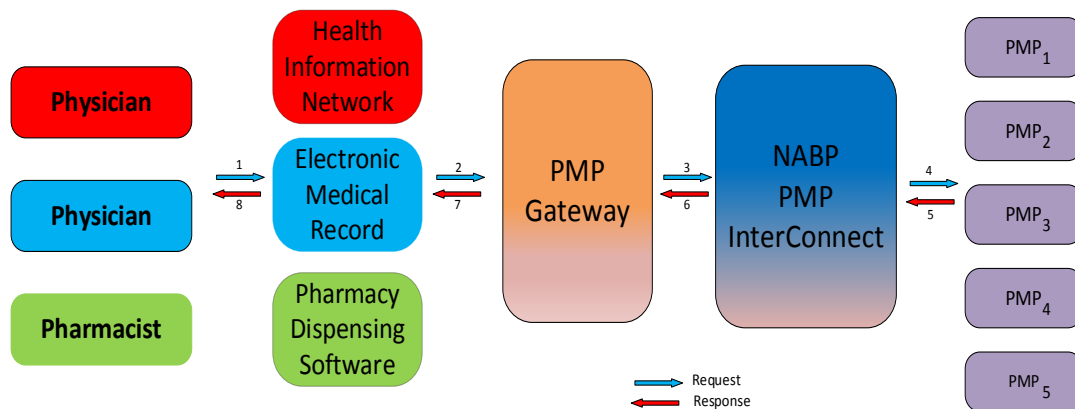 Physician
Physician
Pharmacist
Health
Information
Network
Electronic
Medical
Record
Pharmacy
Dispensing
Software
1
8
2
7
PMP
Gateway
3
6
NABP
PMP
InterConnect
4
5
PMP1
PMP2
PMP3
PMP4
PMP5
Request
Response